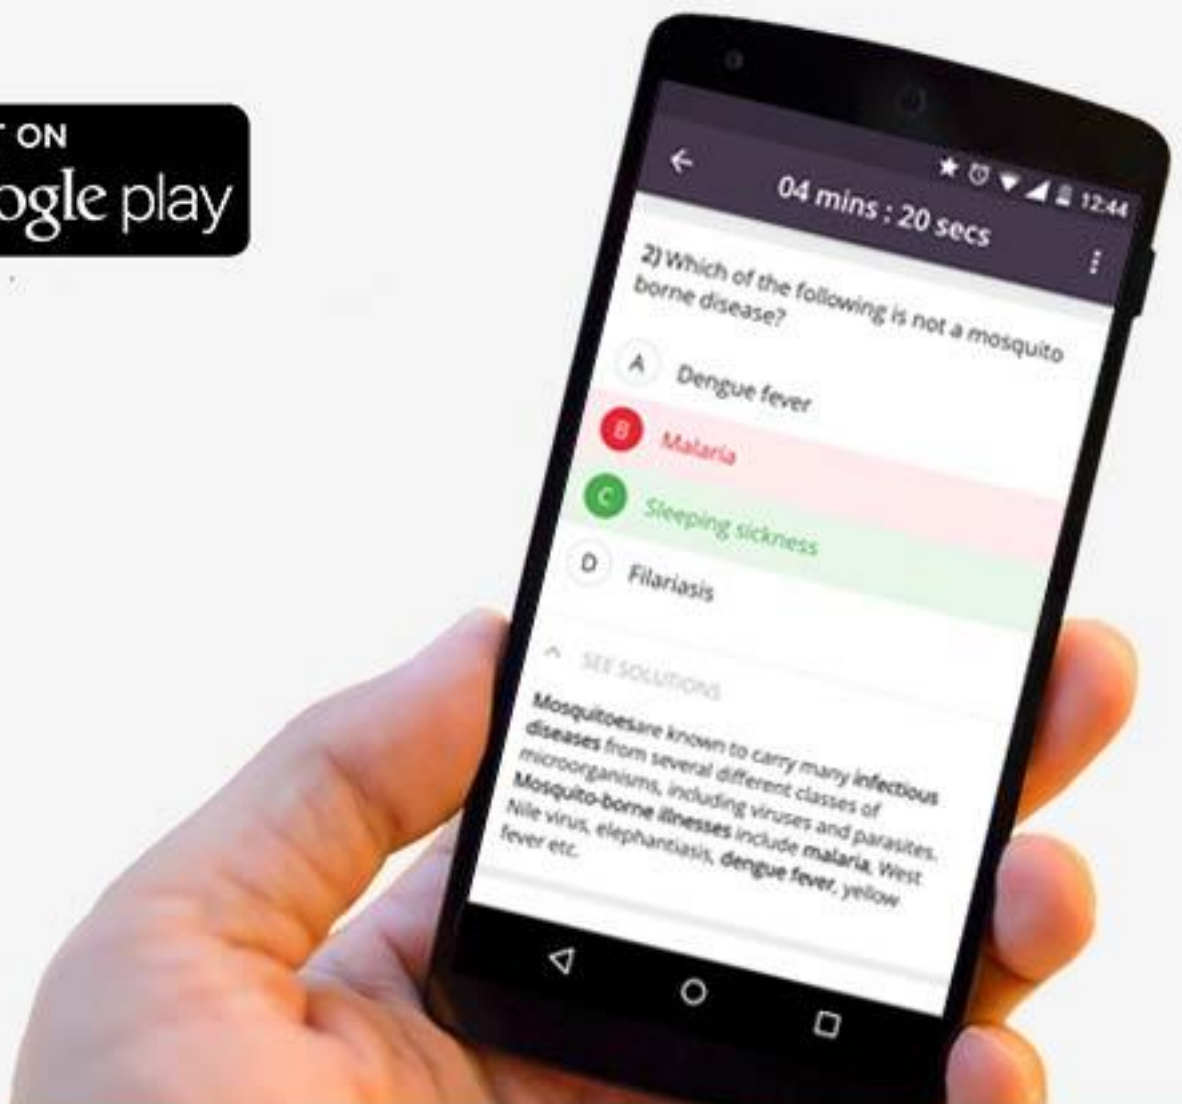 T ON
ogle play
12:44
04 mins : 20 secs
2) Which of the following is not a mosquito
borne disease?
A Dengue fever
B Malaria
C Sleeping sickness
D Filariasis
SEE SOLUTIONS
Mosquitoesare known to carry many infectious
diseases from several different classes of
microorganisms, including viruses and parasites.
Mosquito-borne illnesses include malaria, West
Nile virus, elephantiasis, dengue fever, yellow
fever etc.